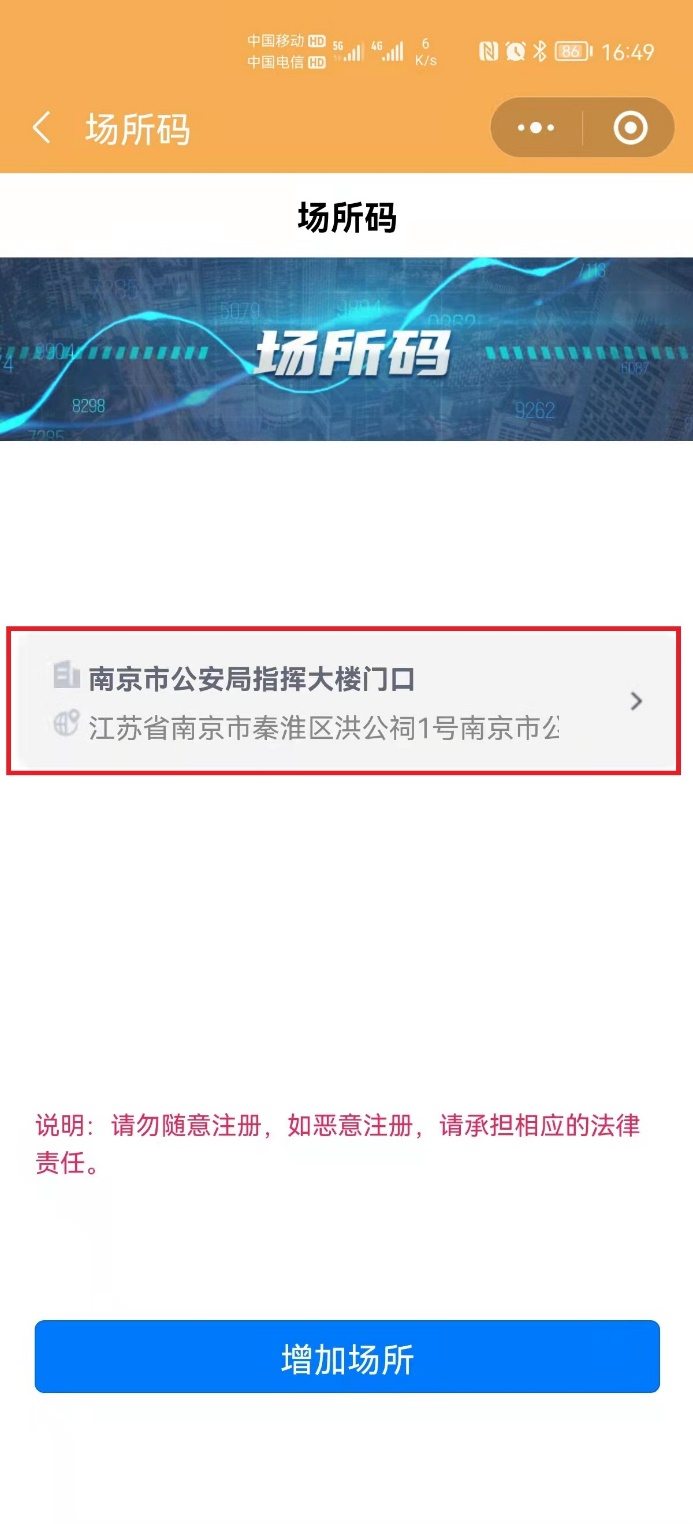 中国移动 HD 5G 4G 6 K/s 86 16:49
中国电信 HD
场所码
场所码
7118
5079
9904
场所码
8298
9262
7285
南京市公安局指挥大楼门口
江苏省南京市秦淮区洪公祠1号南京市公
说明：请勿随意注册，如恶意注册，请承担相应的法律
责任。
增加场所